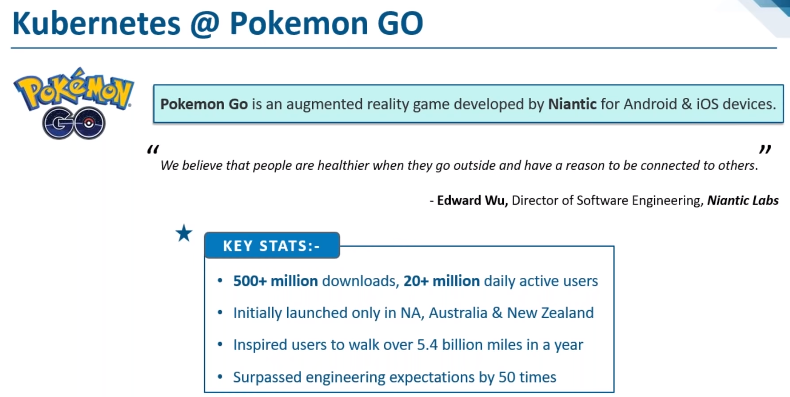 Kubernetes @ Pokemon GO
POKéMON
GO
Pokemon Go is an augmented reality game developed by Niantic for Android & iOS devices.
“We believe that people are healthier when they go outside and have a reason to be connected to others.”
- Edward Wu, Director of Software Engineering, Niantic Labs
KEY STATS:-
• 500+ million downloads, 20+ million daily active users
• Initially launched only in NA, Australia & New Zealand
• Inspired users to walk over 5.4 billion miles in a year
• Surpassed engineering expectations by 50 times